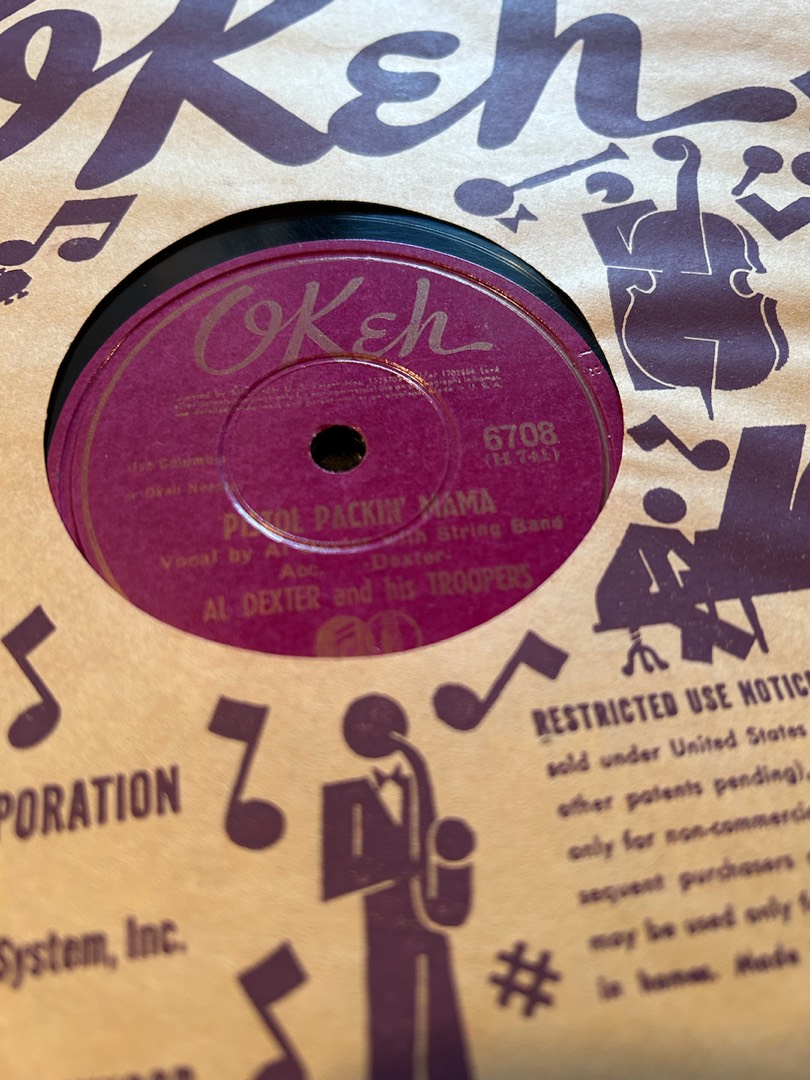 OKeh
OKeh
6708
(H 741)
Okeh
PISTOL PACKIN' MAMA
Vocal by Al String Band
Acc. Dexter.
AL DEXTER and his TROOPERS
RESTRICTED USE NOTIC
sold under United States
other patents pending).
only for non-commerc
sequent purchasers
may be used only f
in homes. Made
PORATION
System, Inc.